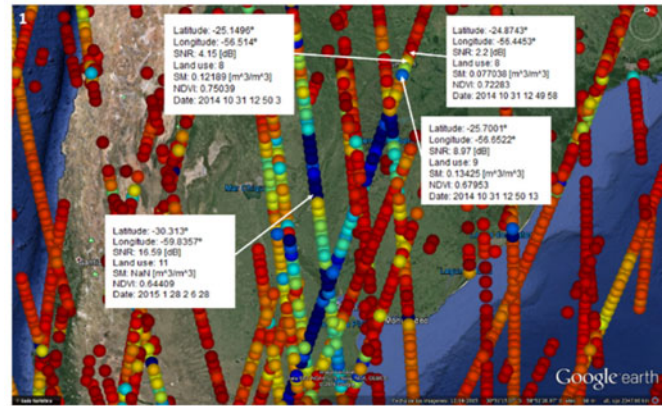 1
Latitude: -25.1496°
Longitude: -56.514°
SNR: 4.15 [dB]
Land use: 8
SM: 0.12189 [m^3/m^3]
NDVI: 0.75039
Date: 2014 10 31 12 50 3
Latitude: -24.8743°
Longitude: -56.4453°
SNR: 2.2 [dB]
Land use: 8
SM: 0.077038 [m^3/m^3]
NDVI: 0.72283
Date: 2014 10 31 12 49 58
Latitude: -25.7001°
Longitude: -56.6522°
SNR: 8.97 [dB]
Land use: 9
SM: 0.13425 [m^3/m^3]
NDVI: 0.67953
Date: 2014 10 31 12 50 13
Latitude: -30.313°
Longitude: -59.8357°
SNR: 16.59 [dB]
Land use: 11
SM: NaN [m^3/m^3]
NDVI: 0.64409
Date: 2015 1 28 2 6 28
Google earth